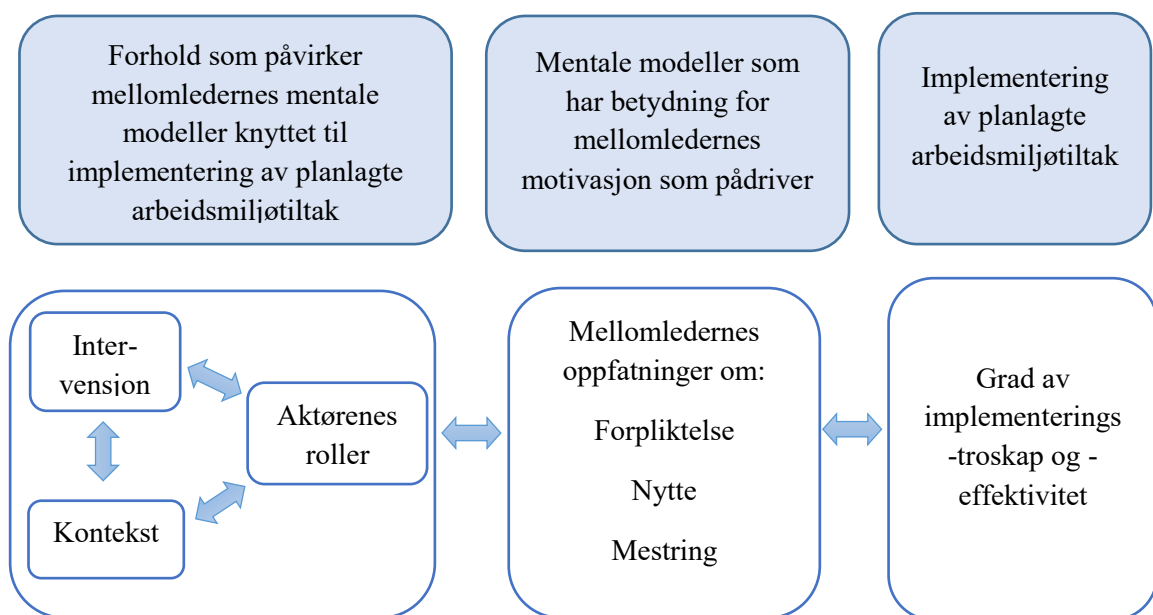 Forhold som påvirker
mellomledernes mentale
modeller knyttet til
implementering av planlagte
arbeidsmiljøtiltak
Mentale modeller som
har betydning for
mellomledernes
motivasjon som pådriver
Implementering
av planlagte
arbeidsmiljøtiltak
Inter-
vensjon
Kontekst
Aktørenes
roller
Mellomledernes
oppfatninger om:
Forpliktelse
Nytte
Mestring
Grad av
implementerings
-troskap og -
effektivitet